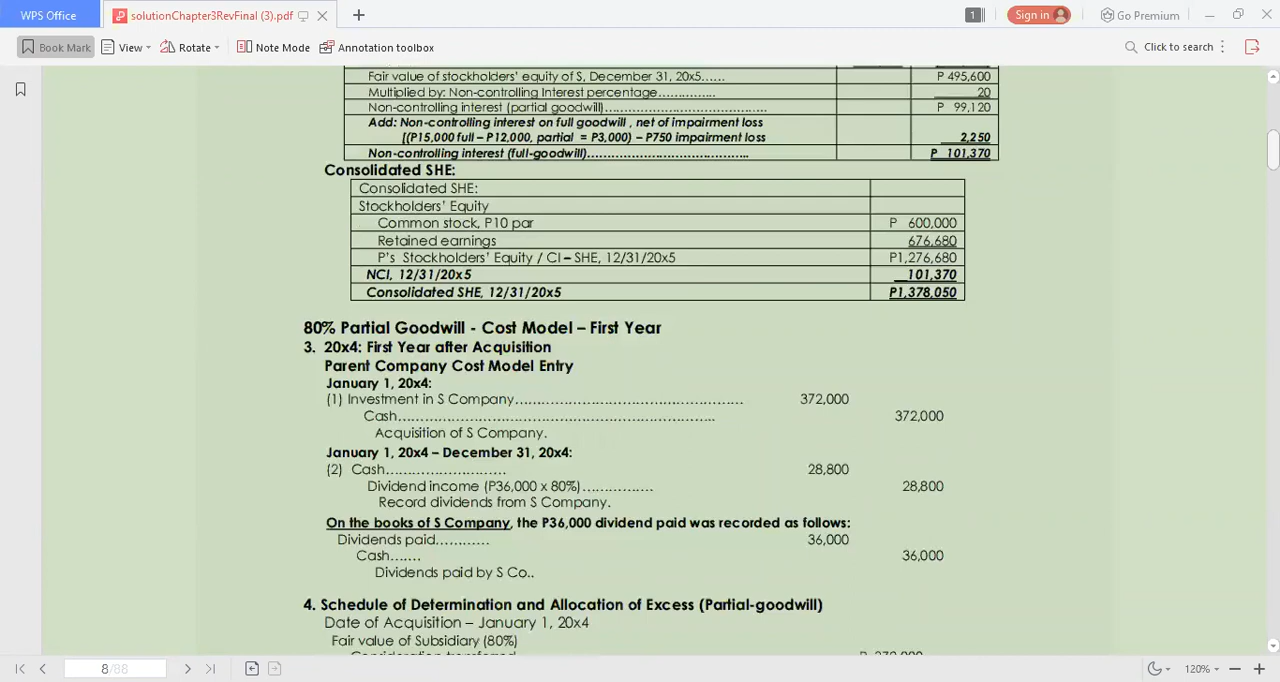 WPS Office
solutionChapter3RevFinal (3).pdf
1
Sign in
Go Premium
Book Mark
View
Rotate
Note Mode
Annotation toolbox
Click to search
Fair value of stockholders' equity of S, December 31, 20x5…… P 495,600
Multiplied by: Non-controlling Interest percentage………….. 20
Non-controlling interest (partial goodwill)………………………………… P 99,120
Add: Non-controlling interest on full goodwill , net of impairment loss
[(P15,000 full – P12,000, partial = P3,000) – P750 impairment loss 2,250
Non-controlling interest (full-goodwill)………………………………….. P 101,370
Consolidated SHE:
Consolidated SHE:
Stockholders' Equity
Common stock, P10 par P 600,000
Retained earnings 676,680
P's Stockholders' Equity / CI – SHE, 12/31/20x5 P1,276,680
NCI, 12/31/20x5 101,370
Consolidated SHE, 12/31/20x5 P1,378,050
80% Partial Goodwill - Cost Model – First Year
3. 20x4: First Year after Acquisition
Parent Company Cost Model Entry
January 1, 20x4:
(1) Investment in S Company……………………………………………… 372,000
Cash………………………………………………………………….. 372,000
Acquisition of S Company.
January 1, 20x4 – December 31, 20x4:
(2) Cash…………………… 28,800
Dividend income (P36,000 x 80%)……………. 28,800
Record dividends from S Company.
On the books of S Company, the P36,000 dividend paid was recorded as follows:
Dividends paid………… 36,000
Cash……. 36,000
Dividends paid by S Co..
4. Schedule of Determination and Allocation of Excess (Partial-goodwill)
Date of Acquisition – January 1, 20x4
Fair value of Subsidiary (80%)
Consideration transferred P 372,000
8/86
120%